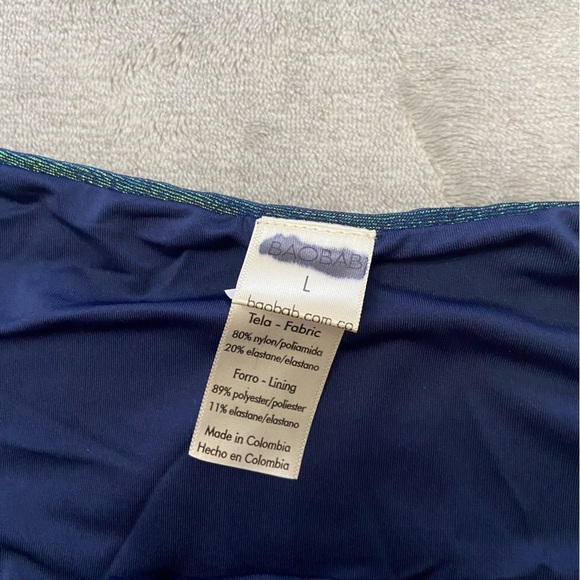 BAOBAB
L
baobab.com.co
Tela - Fabric
80% nylon/poliamida
20% elastane/elastano
Forro - Lining
89% polyester/poliester
11% elastane/elastano
Made in Colombia
Hecho en Colombia